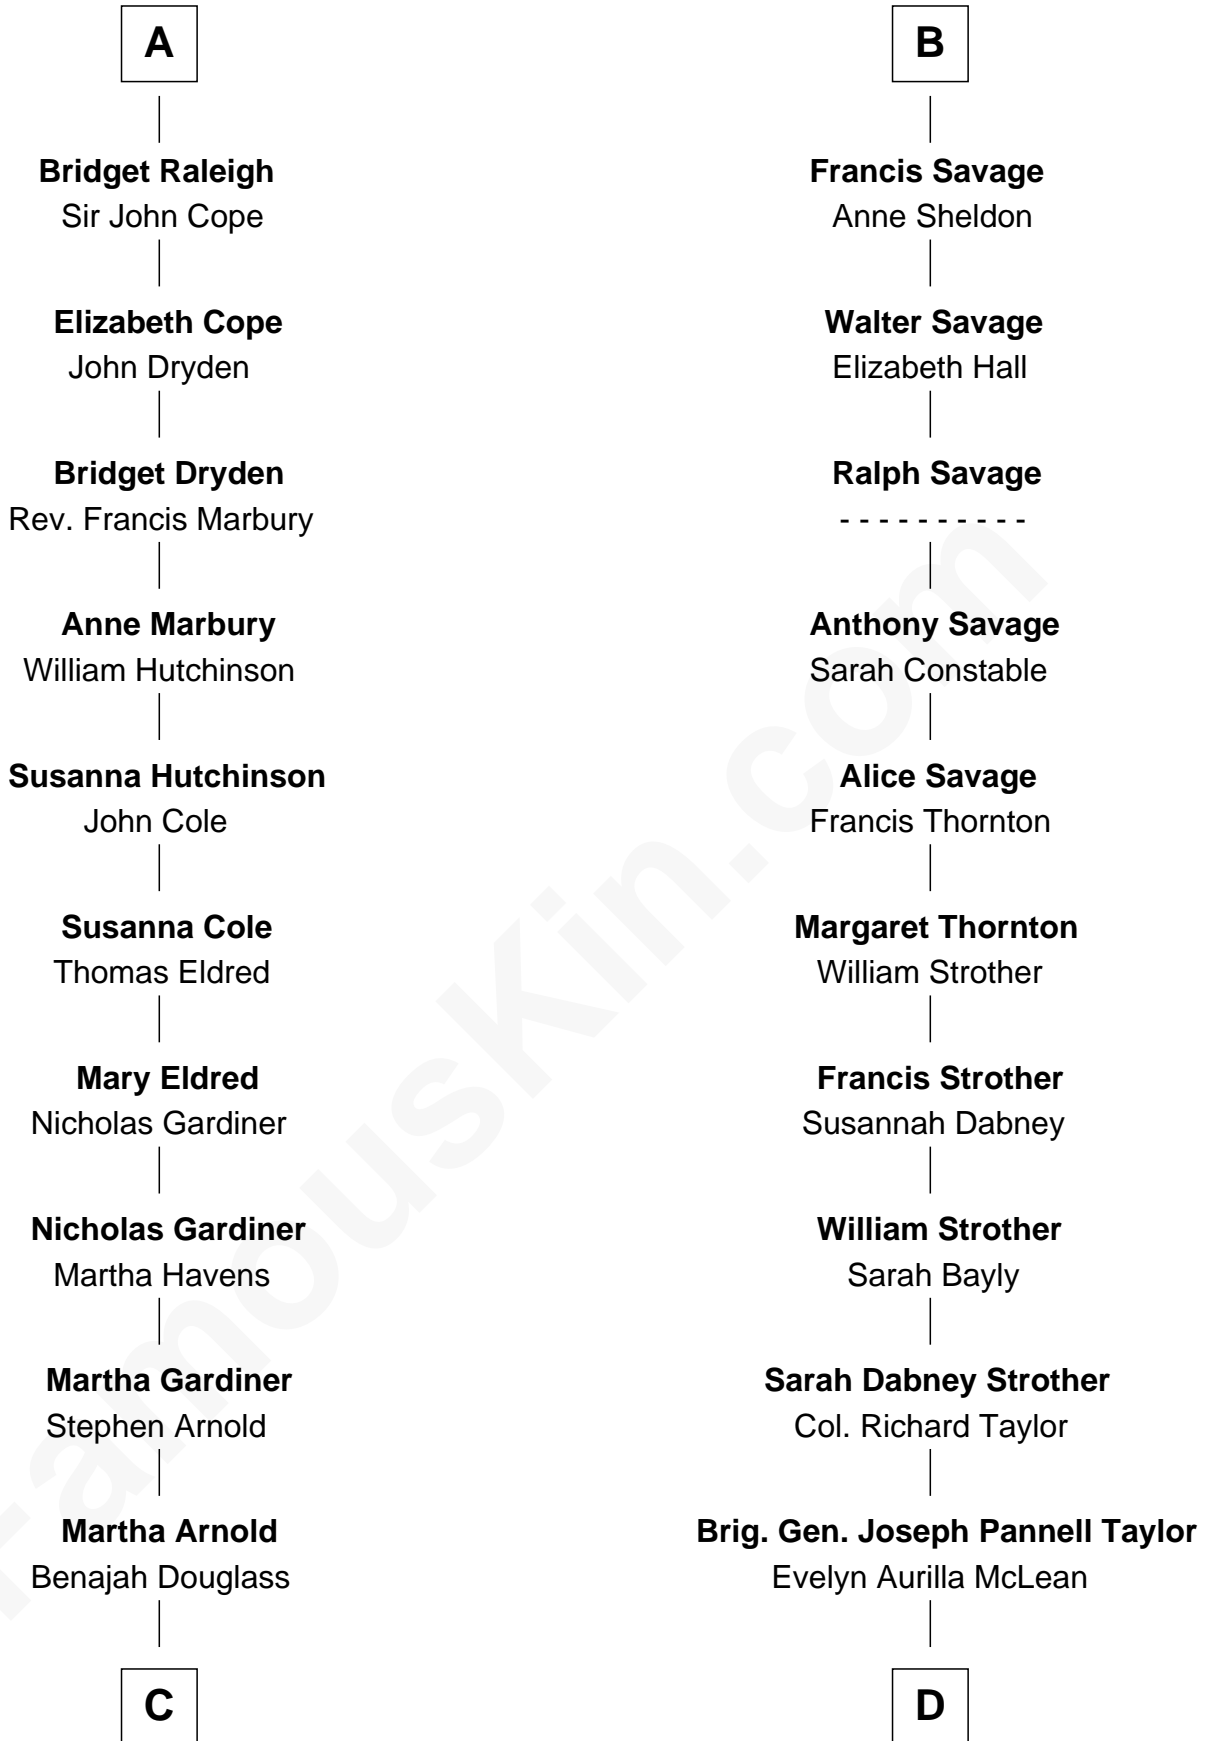 A
Bridget Raleigh
Sir John Cope
Elizabeth Cope
John Dryden
Bridget Dryden
Rev. Francis Marbury
Anne Marbury
William Hutchinson
Susanna Hutchinson
John Cole
Susanna Cole
Thomas Eldred
Mary Eldred
Nicholas Gardiner
Nicholas Gardiner
Martha Havens
Martha Gardiner
Stephen Arnold
Martha Arnold
Benajah Douglass
C
B
Francis Savage
Anne Sheldon
Walter Savage
Elizabeth Hall
Ralph Savage
- - - - - - - - - -
Anthony Savage
Sarah Constable
Alice Savage
Francis Thornton
Margaret Thornton
William Strother
Francis Strother
Susannah Dabney
William Strother
Sarah Bayly
Sarah Dabney Strother
Col. Richard Taylor
Brig. Gen. Joseph Pannell Taylor
Evelyn Aurilla McLean
D
FamousKin.com